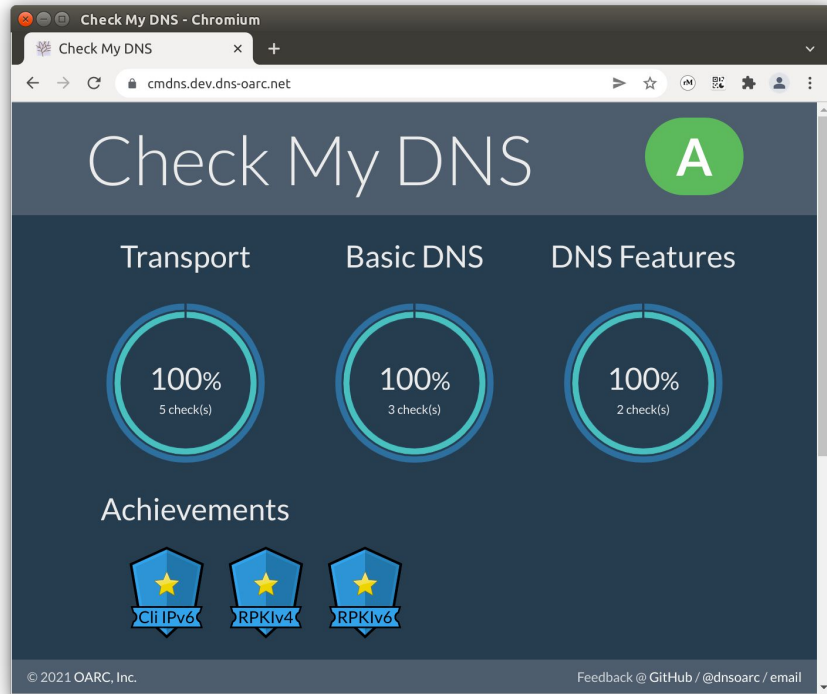 Check My DNS - Chromium
Check My DNS
cmdns.dev.dns-oarc.net
rM
Check My DNS
A
Transport
Basic DNS
DNS Features
100%
5 check(s)
100%
3 check(s)
100%
2 check(s)
Achievements
Cli IPv6
RPKIv4
RPKIv6
© 2021 OARC, Inc.
Feedback @ GitHub / @dnsoarc / email